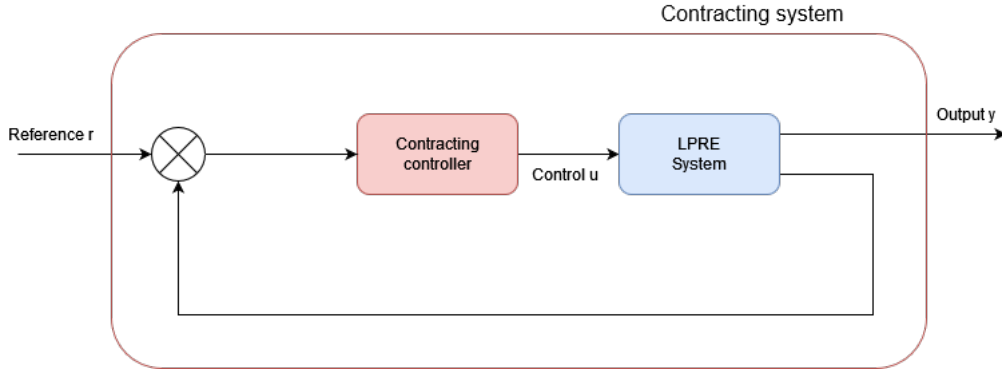 Contracting system
Reference r
Contracting
controller
Control u
LPRE
System
Output y